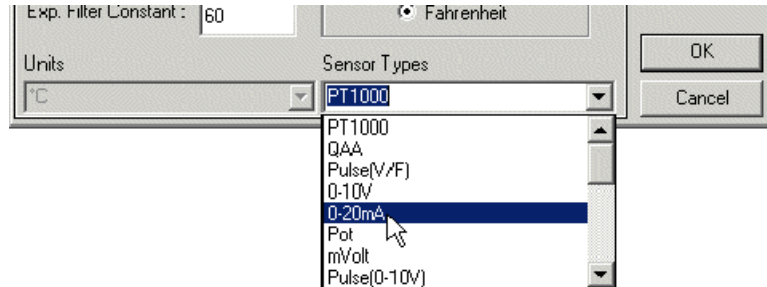 Exp. Filter Constant : 60
Fahrenheit
Units
Sensor Types
OK
°C
PT1000
Cancel
PT1000
QAA
Pulse(V/F)
0-10V
0-20mA
Pot
mVolt
Pulse(0-10V)